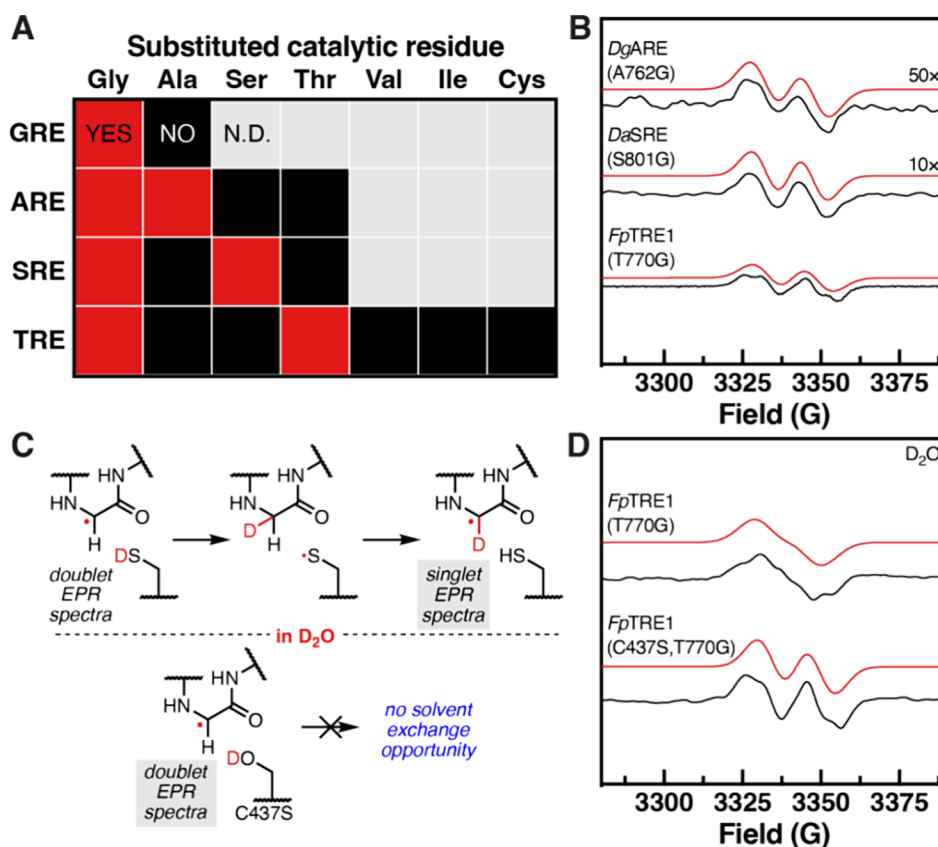 A
Substituted catalytic residue
Gly Ala Ser Thr Val Ile Cys
GRE YES NO N.D.
ARE
SRE
TRE
B
DgARE
(A762G)
50×
DaSRE
(S801G)
10×
FpTRE1
(T770G)
3300 3325 3350 3375
Field (G)
C
HN
HN
O
H
DS
doublet
EPR
spectra
HN
HN
O
D
H
•S
HN
HN
O
D
HS
singlet
EPR
spectra
in D₂O
HN
HN
O
H
DO
C437S
doublet
EPR
spectra
no solvent
exchange
opportunity
D
D₂O
FpTRE1
(T770G)
FpTRE1
(C437S,T770G)
3300 3325 3350 3375
Field (G)